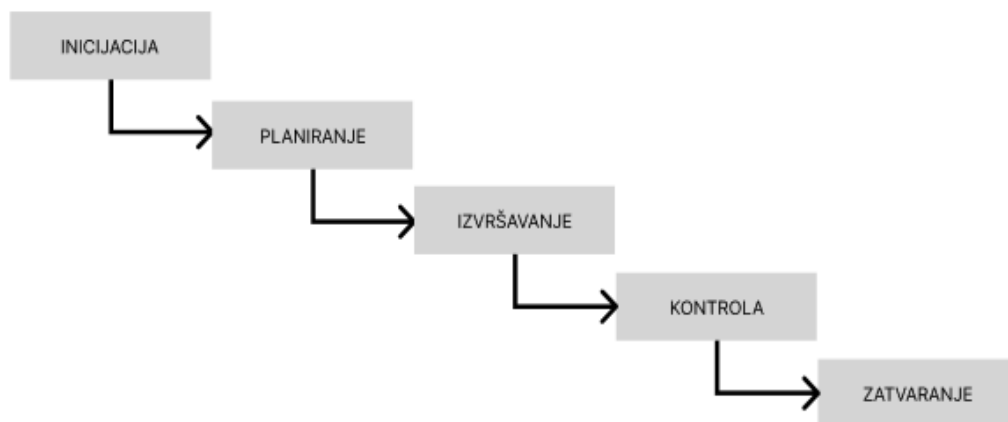 INICIJACIJA
PLANIRANJE
IZVRŠAVANJE
KONTROLA
ZATVARANJE